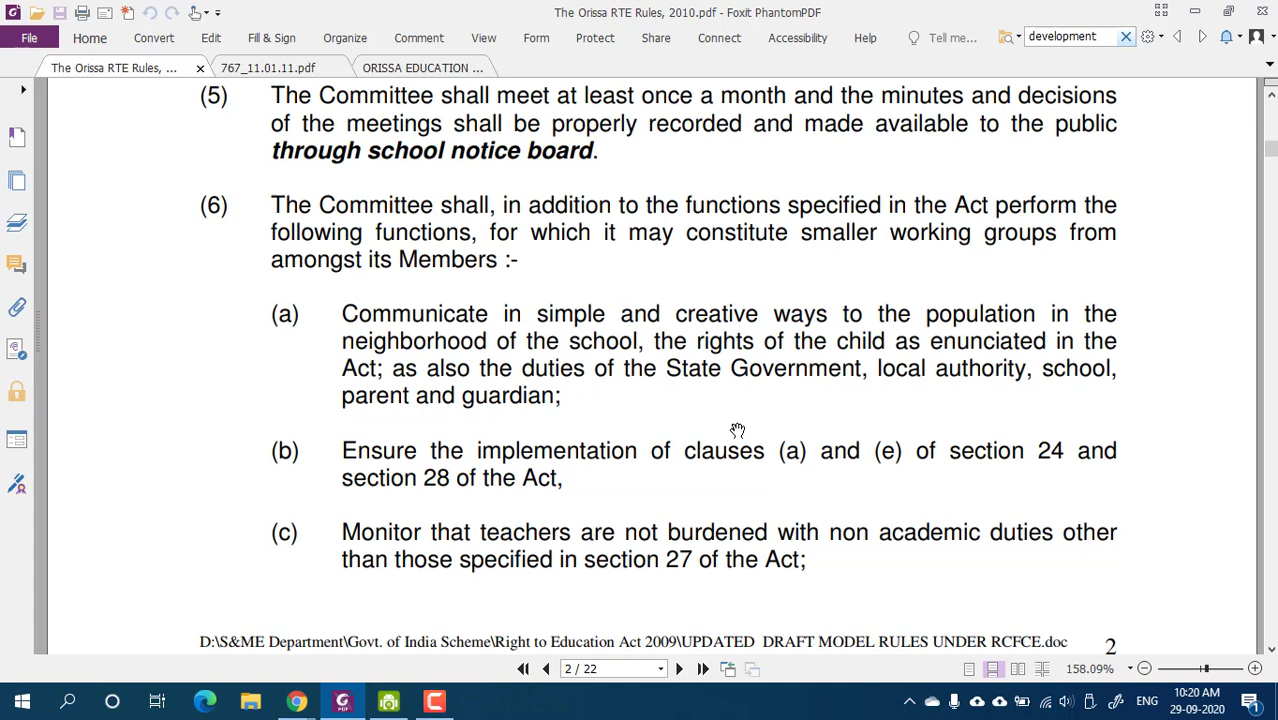 The Orissa RTE Rules, 2010.pdf - Foxit PhantomPDF
File Home Convert Edit Fill & Sign Organize Comment View Form Protect Share Connect Accessibility Help Tell me... development
The Orissa RTE Rules, ... 767_11.01.11.pdf ORISSA EDUCATION ...
(5) The Committee shall meet at least once a month and the minutes and decisions
of the meetings shall be properly recorded and made available to the public
through school notice board.
(6) The Committee shall, in addition to the functions specified in the Act perform the
following functions, for which it may constitute smaller working groups from
amongst its Members :-
(a) Communicate in simple and creative ways to the population in the
neighborhood of the school, the rights of the child as enunciated in the
Act; as also the duties of the State Government, local authority, school,
parent and guardian;
(b) Ensure the implementation of clauses (a) and (e) of section 24 and
section 28 of the Act,
(c) Monitor that teachers are not burdened with non academic duties other
than those specified in section 27 of the Act;
D:\S&ME Department\Govt. of India Scheme\Right to Education Act 2009\UPDATED DRAFT MODEL RULES UNDER RCFCE.doc 2
2 / 22 158.09%
ENG 10:20 AM
29-09-2020